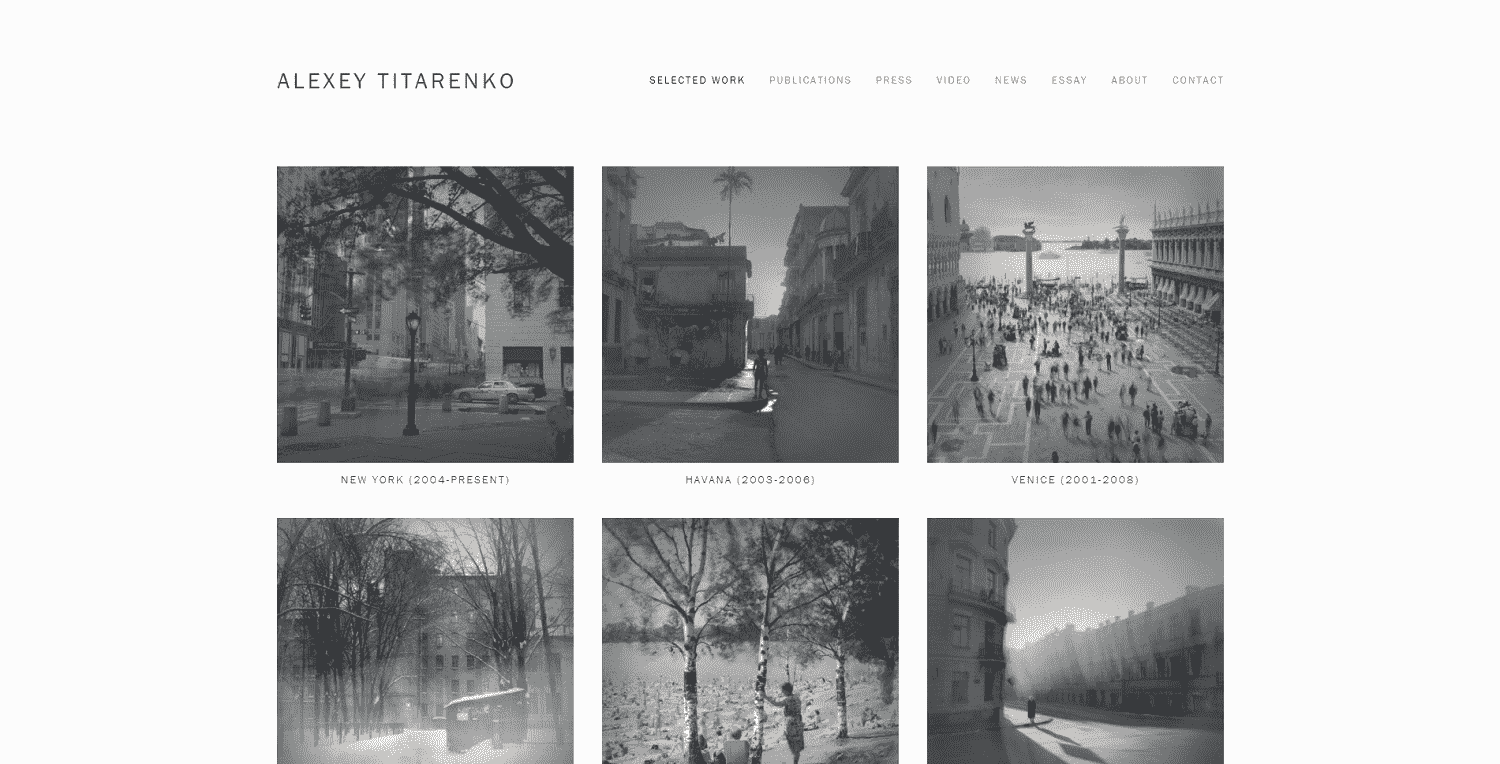 ALEXEY TITARENKO
SELECTED WORK PUBLICATIONS PRESS VIDEO NEWS ESSAY ABOUT CONTACT
NEW YORK (2004-PRESENT) HAVANA (2003-2006) VENICE (2001-2008)